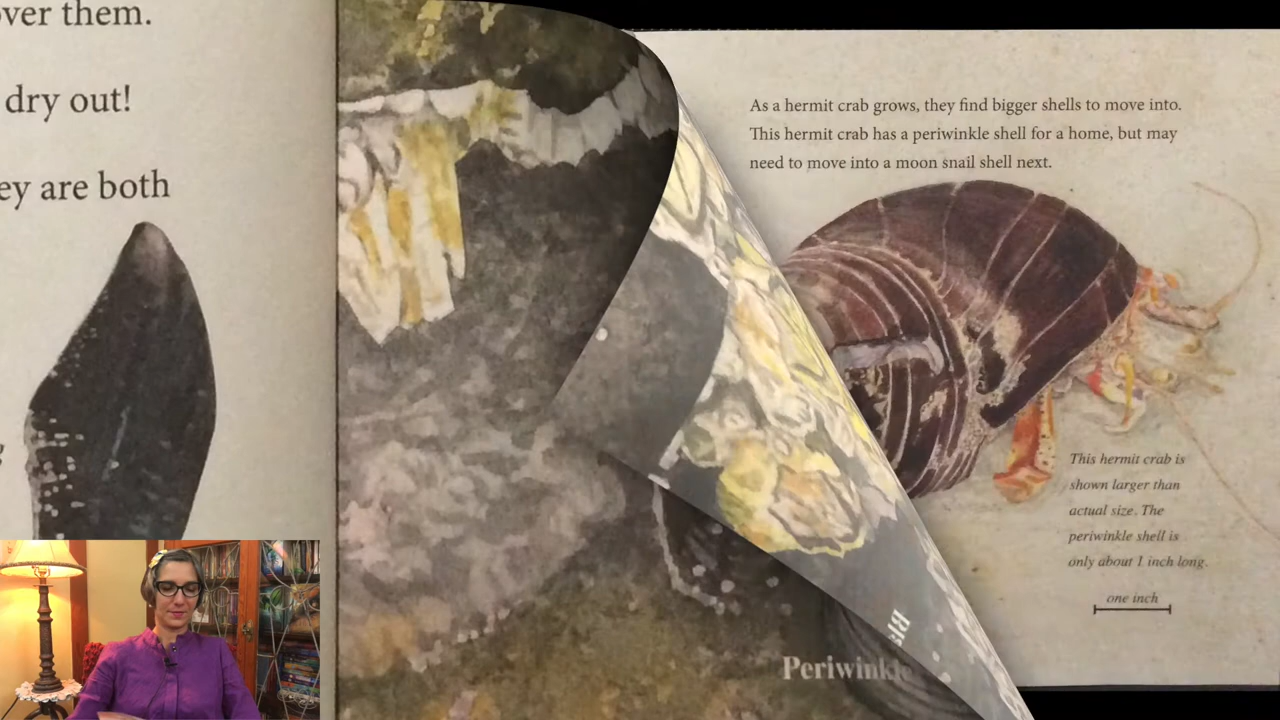 over them.
dry out!
ey are both
As a hermit crab grows, they find bigger shells to move into.
This hermit crab has a periwinkle shell for a home, but may
need to move into a moon snail shell next.
This hermit crab is
shown larger than
actual size. The
periwinkle shell is
only about 1 inch long.
one inch
Periwinkle